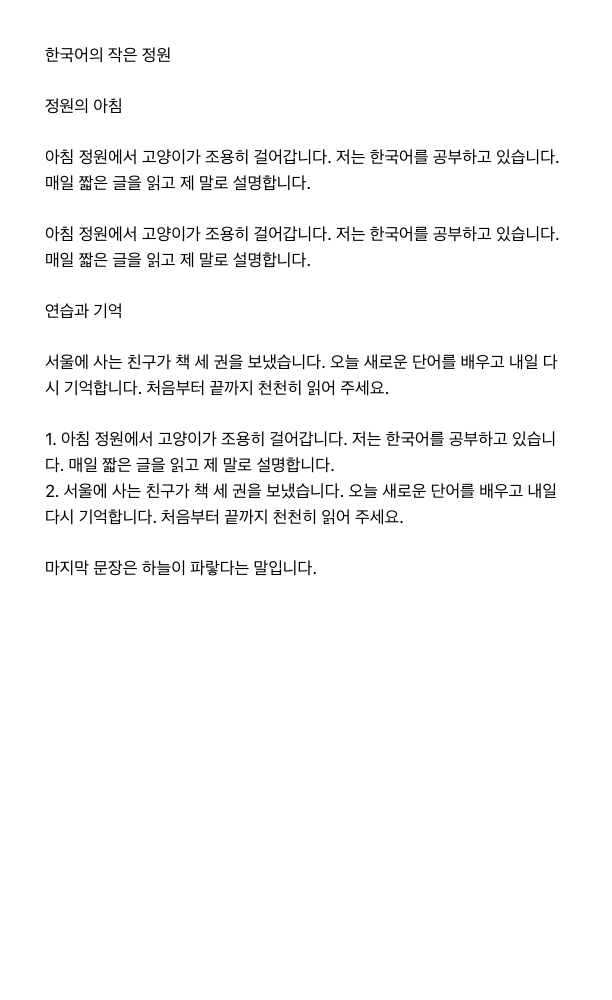 한국어의 작은 정원
정원의 아침
아침 정원에서 고양이가 조용히 걸어갑니다. 저는 한국어를 공부하고 있습니다.
매일 짧은 글을 읽고 제 말로 설명합니다.
아침 정원에서 고양이가 조용히 걸어갑니다. 저는 한국어를 공부하고 있습니다.
매일 짧은 글을 읽고 제 말로 설명합니다.
연습과 기억
서울에 사는 친구가 책 세 권을 보냈습니다. 오늘 새로운 단어를 배우고 내일 다
시 기억합니다. 처음부터 끝까지 천천히 읽어 주세요.
1. 아침 정원에서 고양이가 조용히 걸어갑니다. 저는 한국어를 공부하고 있습니
다. 매일 짧은 글을 읽고 제 말로 설명합니다.
2. 서울에 사는 친구가 책 세 권을 보냈습니다. 오늘 새로운 단어를 배우고 내일
다시 기억합니다. 처음부터 끝까지 천천히 읽어 주세요.
마지막 문장은 하늘이 파랗다는 말입니다.